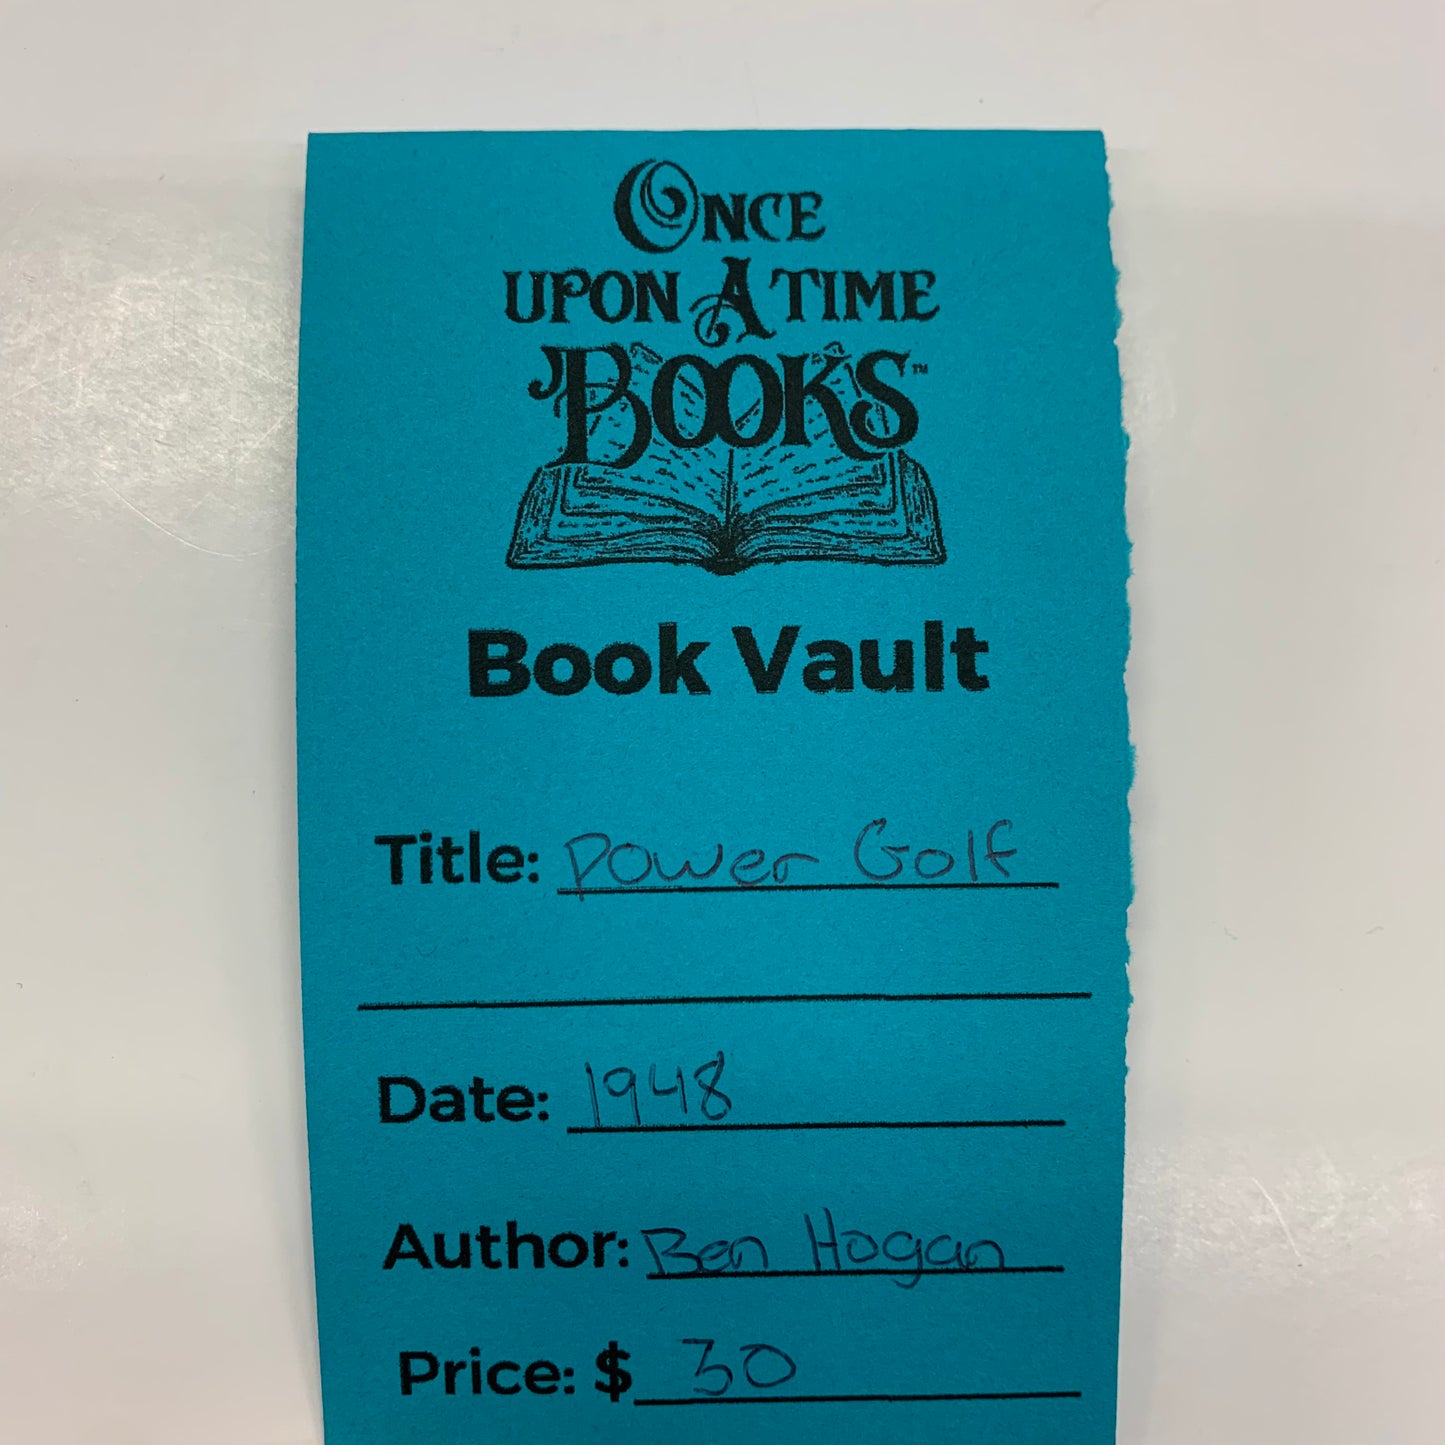 ONCE
UPON A TIME
BOOKS™
Book Vault
Title: Power Golf
Date: 1948
Author: Ben Hogan
Price: $ 30